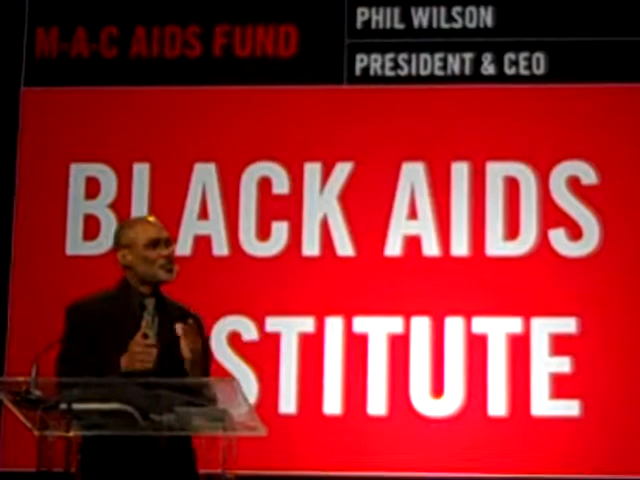 M·A·C AIDS FUND
PHIL WILSON
PRESIDENT & CEO
BLACK AIDS
STITUTE